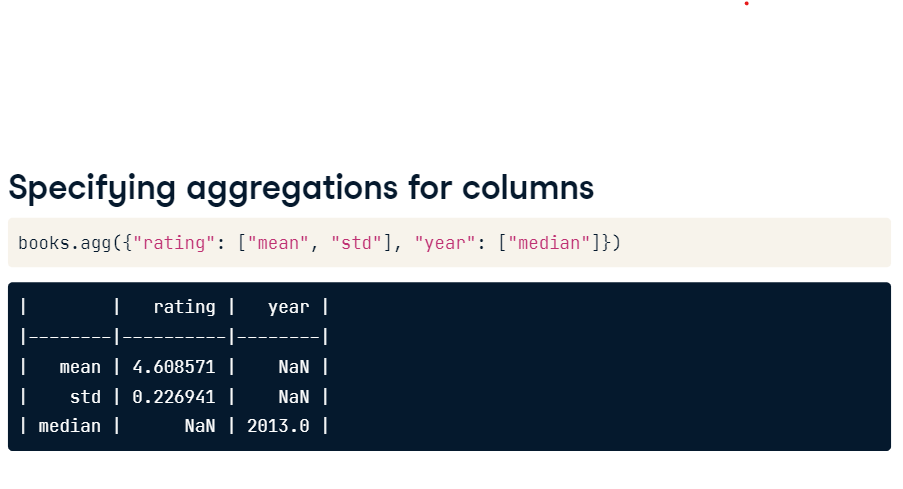 Specifying aggregations for columns
books.agg({"rating": ["mean", "std"], "year": ["median"]})
|        |   rating |   year |
|--------|----------|--------|
|   mean | 4.608571 |    NaN |
|    std | 0.226941 |    NaN |
| median |      NaN | 2013.0 |